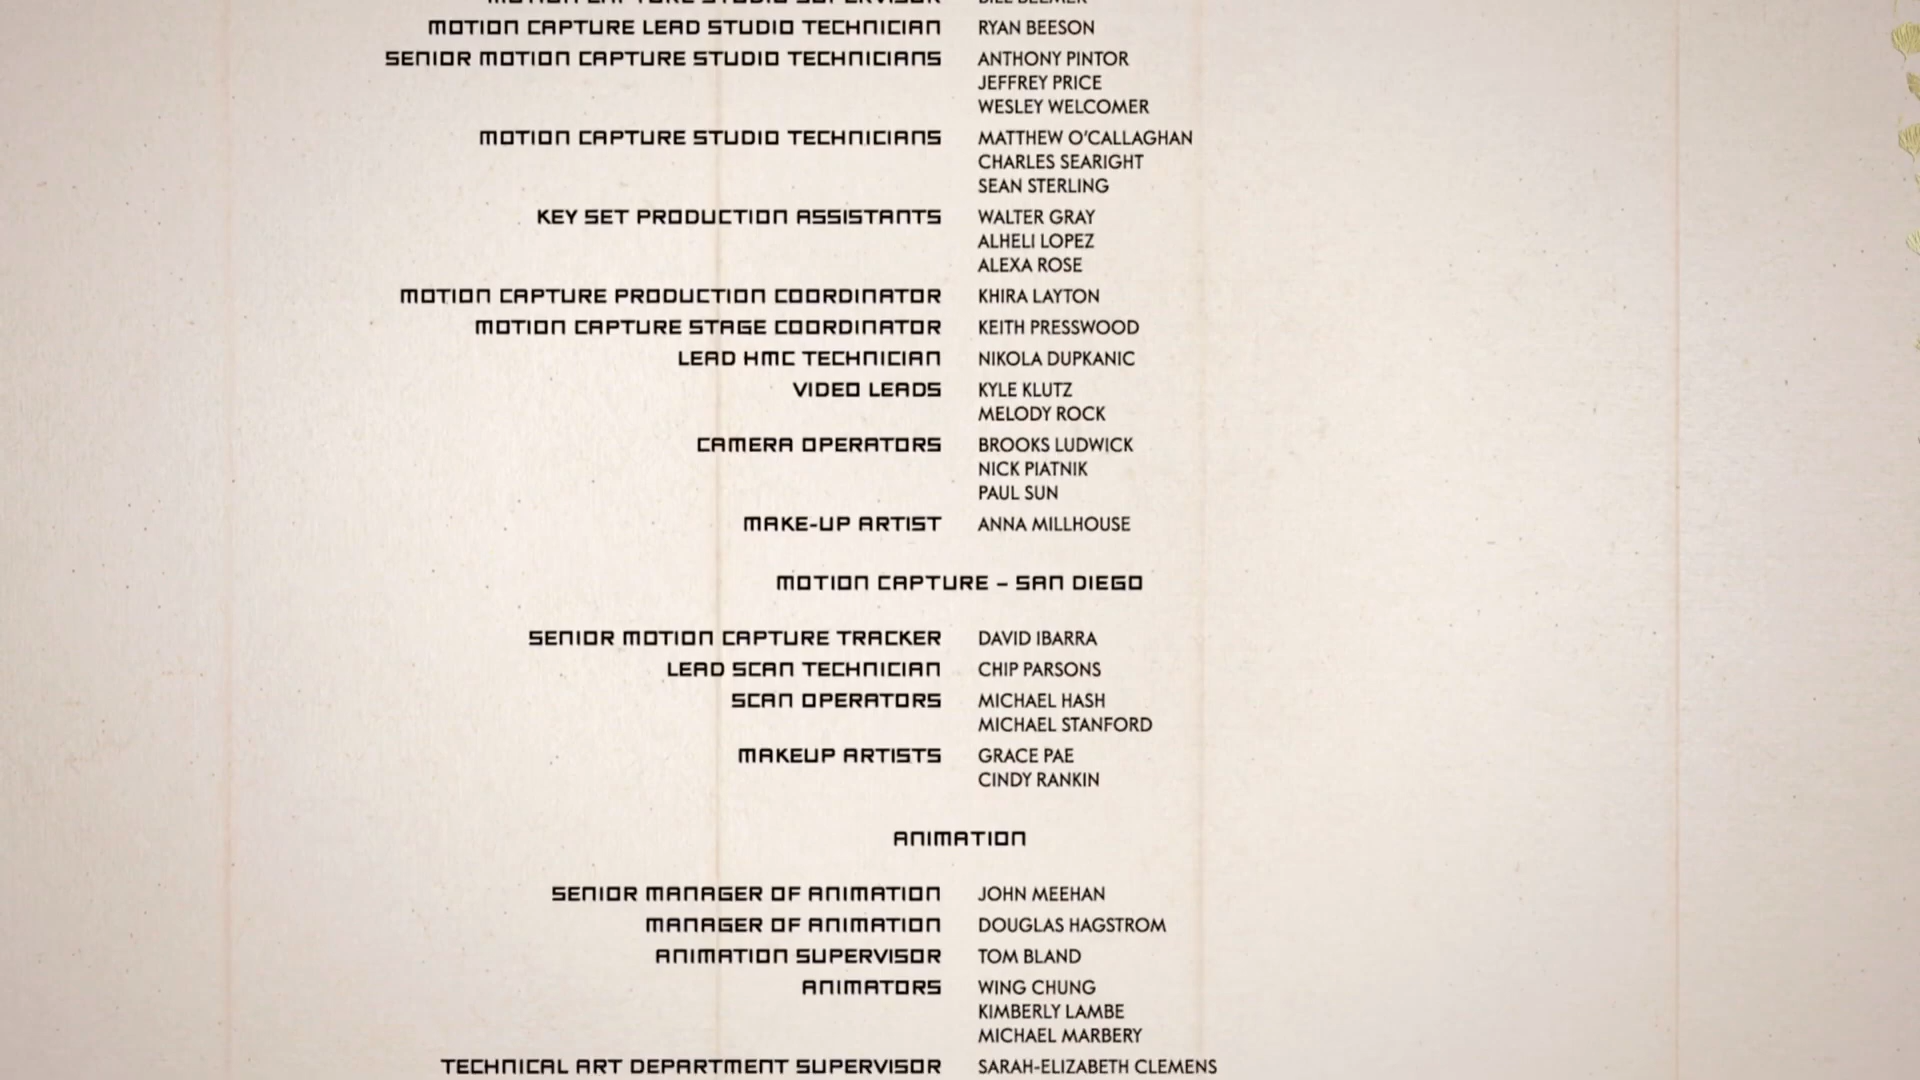 MOTION CAPTURE STUDIO SUPERVISOR BILL BEEMER
MOTION CAPTURE LEAD STUDIO TECHNICIAN RYAN BEESON
SENIOR MOTION CAPTURE STUDIO TECHNICIANS ANTHONY PINTOR
JEFFREY PRICE
WESLEY WELCOMER
MOTION CAPTURE STUDIO TECHNICIANS MATTHEW O'CALLAGHAN
CHARLES SEARIGHT
SEAN STERLING
KEY SET PRODUCTION ASSISTANTS WALTER GRAY
ALHELI LOPEZ
ALEXA ROSE
MOTION CAPTURE PRODUCTION COORDINATOR KHIRA LAYTON
MOTION CAPTURE STAGE COORDINATOR KEITH PRESSWOOD
LEAD HMC TECHNICIAN NIKOLA DUPKANIC
VIDEO LEADS KYLE KLUTZ
MELODY ROCK
CAMERA OPERATORS BROOKS LUDWICK
NICK PIATNIK
PAUL SUN
MAKE-UP ARTIST ANNA MILLHOUSE
MOTION CAPTURE – SAN DIEGO
SENIOR MOTION CAPTURE TRACKER DAVID IBARRA
LEAD SCAN TECHNICIAN CHIP PARSONS
SCAN OPERATORS MICHAEL HASH
MICHAEL STANFORD
MAKEUP ARTISTS GRACE PAE
CINDY RANKIN
ANIMATION
SENIOR MANAGER OF ANIMATION JOHN MEEHAN
MANAGER OF ANIMATION DOUGLAS HAGSTROM
ANIMATION SUPERVISOR TOM BLAND
ANIMATORS WING CHUNG
KIMBERLY LAMBE
MICHAEL MARBERY
TECHNICAL ART DEPARTMENT SUPERVISOR SARAH-ELIZABETH CLEMENS